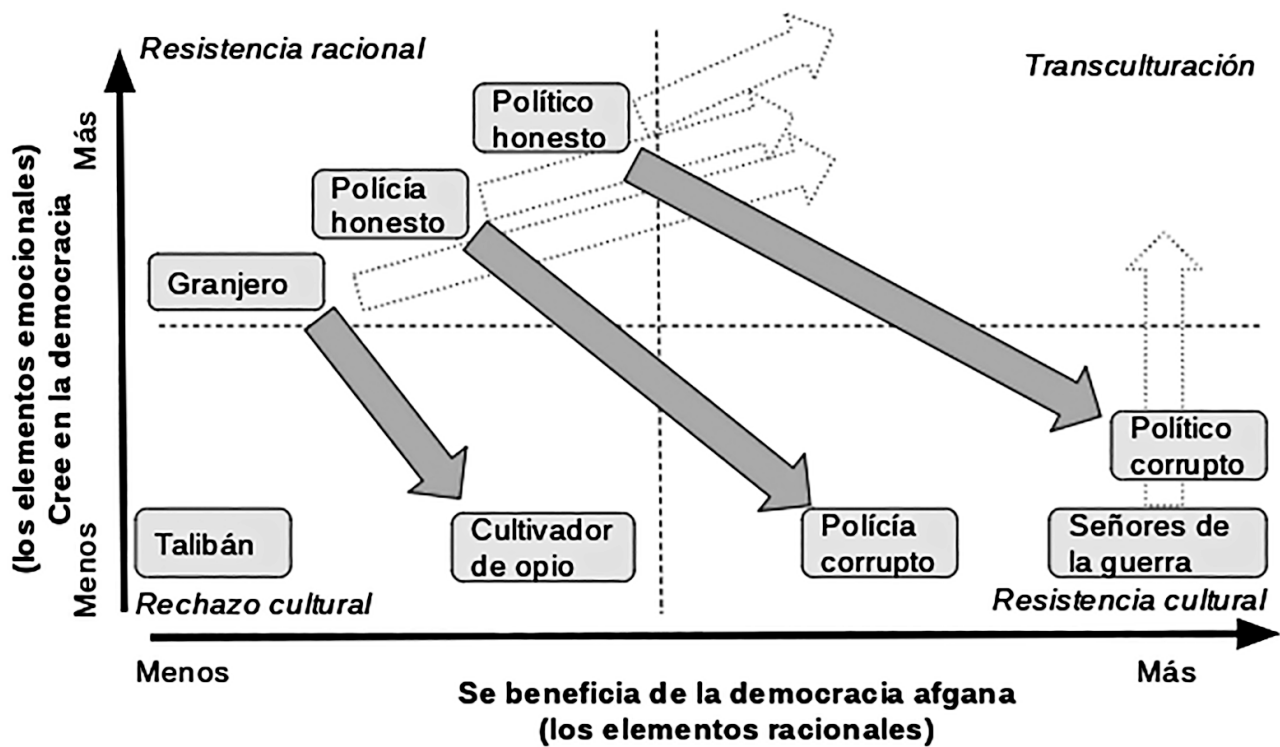 Resistencia racional
Transculturación
Político
honesto
Polícía
honesto
Granjero
Político
corrupto
Talibán
Cultivador
de opio
Polícía
corrupto
Señores de
la guerra
Rechazo cultural
Resistencia cultural
(los elementos emocionales)
Cree en la democracia
Más
Menos
Menos
Más
Se beneficia de la democracia afgana
(los elementos racionales)